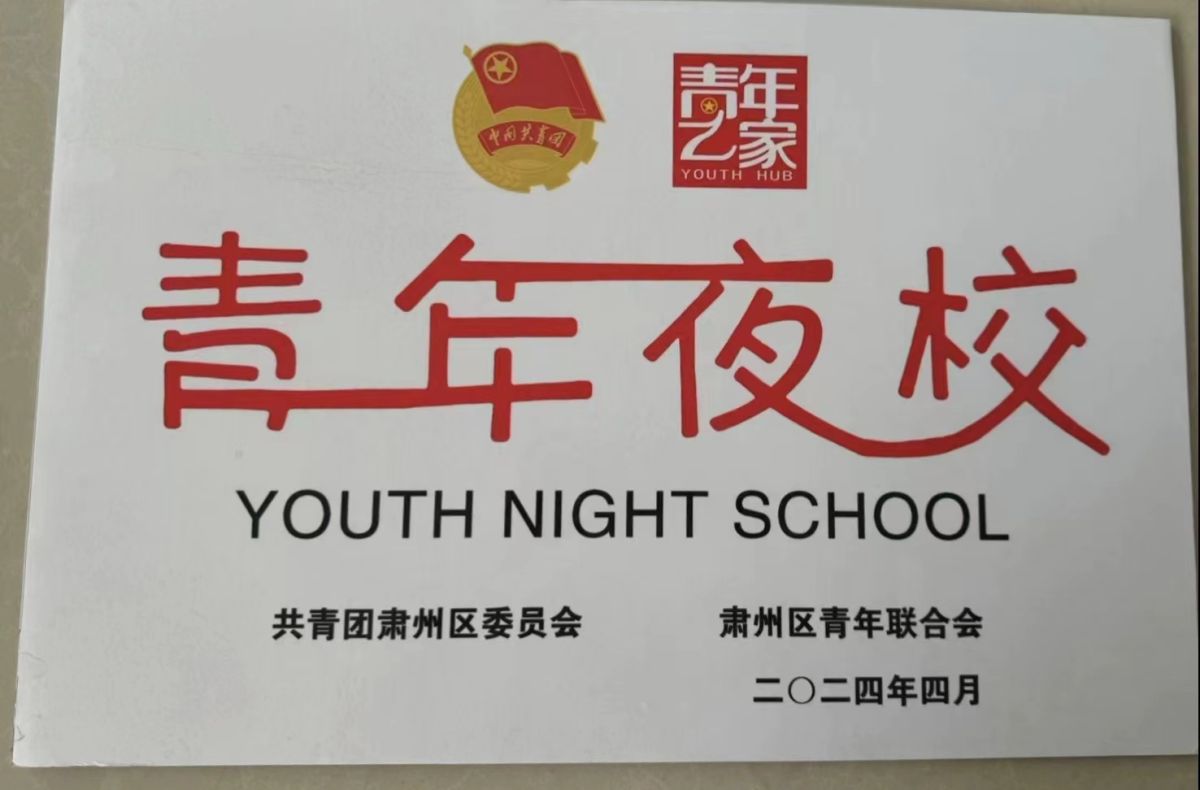 中国共青团
青年之家
YOUTH HUB
青年夜校
YOUTH NIGHT SCHOOL
共青团肃州区委员会 肃州区青年联合会
二〇二四年四月